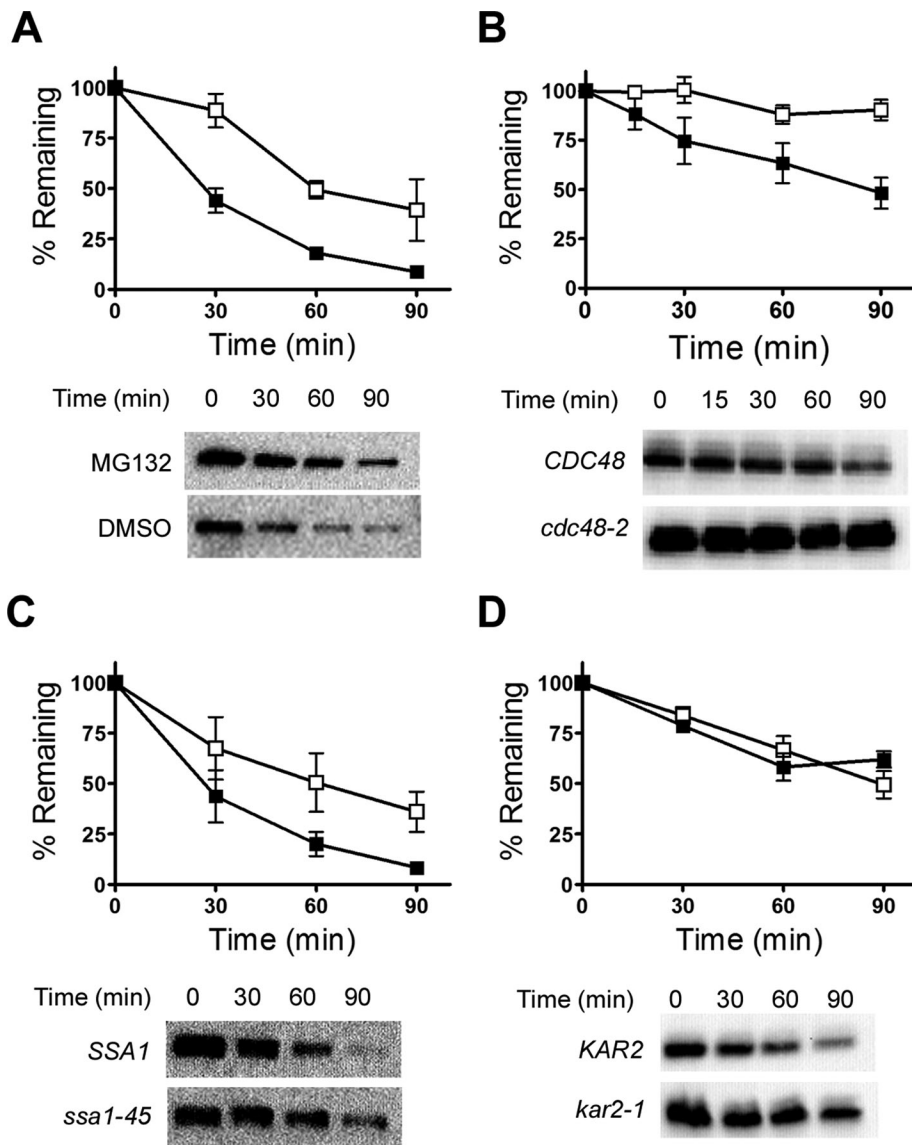 A
% Remaining
100
75
50
25
0
0 30 60 90
Time (min)
Time (min) 0 30 60 90
MG132
DMSO
B
% Remaining
100
75
50
25
0
0 30 60 90
Time (min)
Time (min) 0 15 30 60 90
CDC48
cdc48-2
C
% Remaining
100
75
50
25
0
0 30 60 90
Time (min)
Time (min) 0 30 60 90
SSA1
ssa1-45
D
% Remaining
100
75
50
25
0
0 30 60 90
Time (min)
Time (min) 0 30 60 90
KAR2
kar2-1